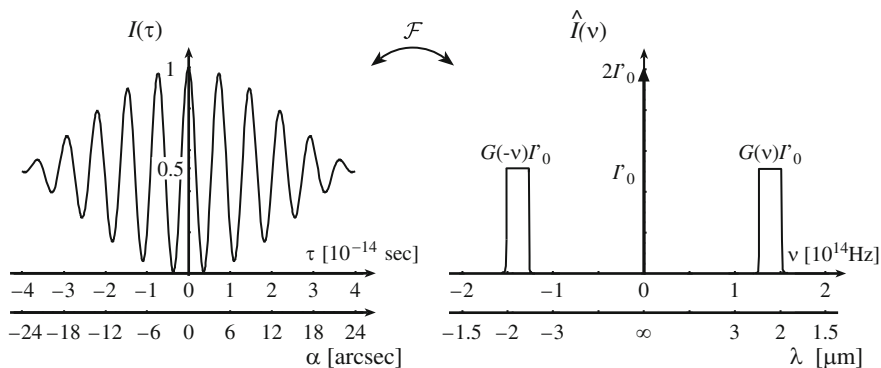 I(τ)
1
0.5
τ [10⁻¹⁴ sec]
−4 −3 −2 −1 0 1 2 3 4
−24 −18 −12 −6 0 6 12 18 24
α [arcsec]
ℱ
Î(ν)
2I'₀
G(-ν)I'₀
I'₀
G(ν)I'₀
ν [10¹⁴Hz]
−2 −1 0 1 2
−1.5 −2 −3 ∞ 3 2 1.5
λ [μm]